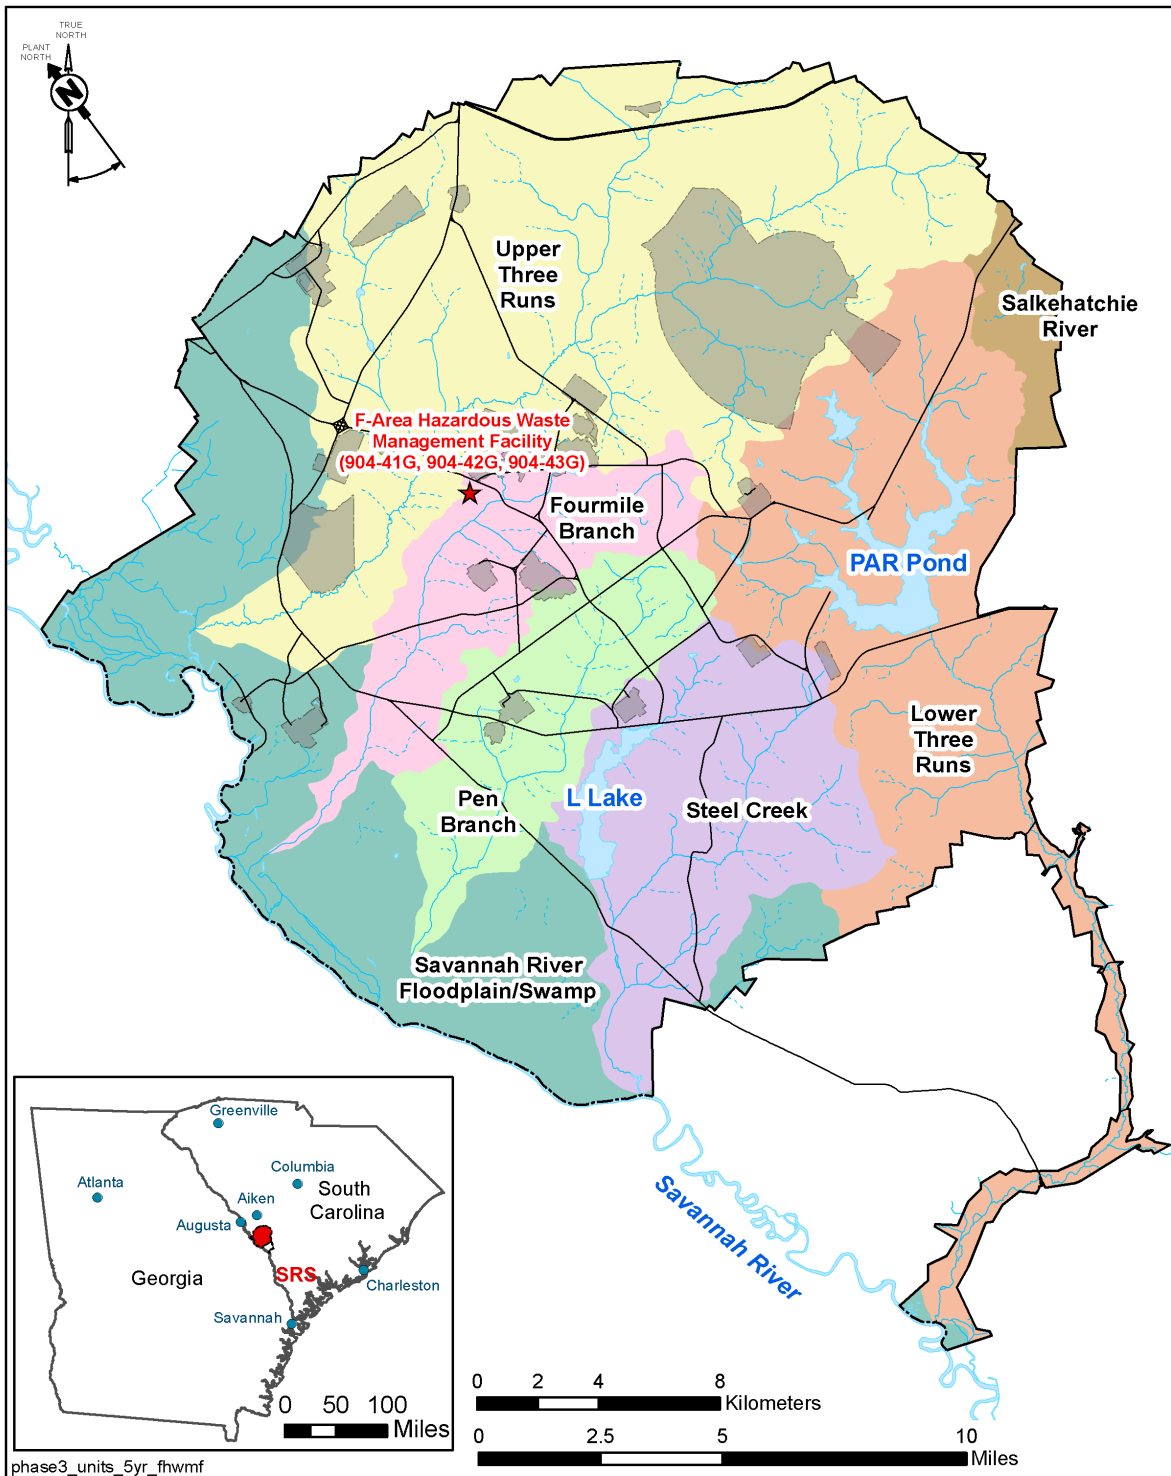 TRUE
NORTH
PLANT
NORTH
N
Upper
Three
Runs
Salkehatchie
River
F-Area Hazardous Waste
Management Facility
(904-41G, 904-42G, 904-43G)
Fourmile
Branch
PAR Pond
Lower
Three
Runs
Pen
Branch
L Lake
Steel Creek
Savannah River
Floodplain/Swamp
Savannah River
Greenville
Atlanta
Columbia
Aiken
South
Carolina
Augusta
Georgia
SRS
Charleston
Savannah
0 50 100
Miles
0 2 4 8
Kilometers
0 2.5 5 10
Miles
phase3_units_5yr_fhwmf